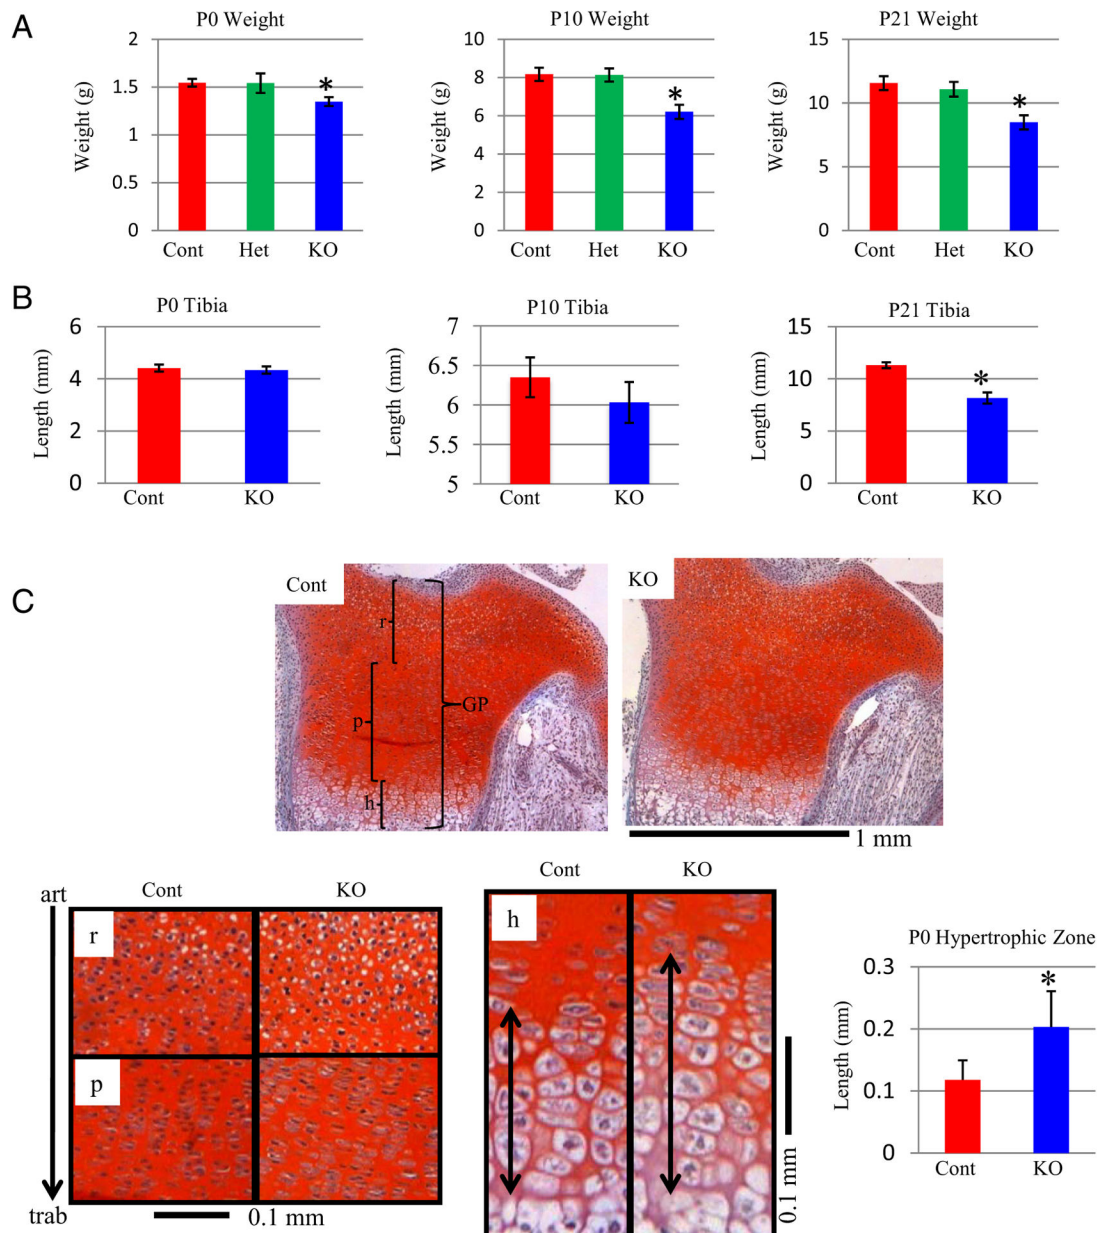 A
P0 Weight
Weight (g)
2
1.5
1
0.5
0
*
Cont Het KO
P10 Weight
Weight (g)
10
8
6
4
2
0
*
Cont Het KO
P21 Weight
Weight (g)
15
10
5
0
*
Cont Het KO
B
P0 Tibia
Length (mm)
6
4
2
0
Cont KO
P10 Tibia
Length (mm)
7
6.5
6
5.5
5
Cont KO
P21 Tibia
Length (mm)
15
10
5
0
*
Cont KO
C
Cont
r
p
GP
h
KO
1 mm
art
trab
Cont KO
r
p
0.1 mm
Cont KO
h
0.1 mm
P0 Hypertrophic Zone
Length (mm)
0.3
0.2
0.1
0
*
Cont KO